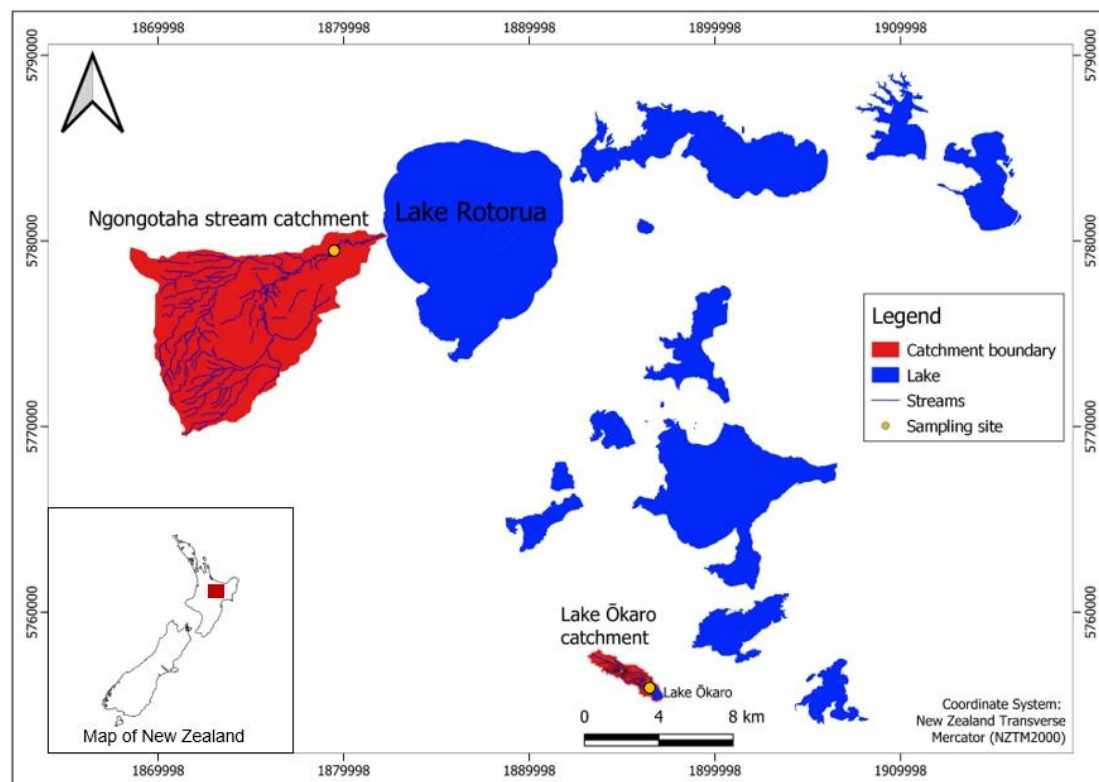 1869998 1879998 1889998 1899998 1909998
5790000 5790000
Ngongotaha stream catchment
Lake Rotorua
5780000 5780000
Legend
Catchment boundary
Lake
Streams
Sampling site
5770000 5770000
5760000 5760000
Lake Ōkaro
catchment
Lake Ōkaro
0 4 8 km
Map of New Zealand
Coordinate System:
New Zealand Transverse
Mercator (NZTM2000)
1869998 1879998 1889998 1899998 1909998